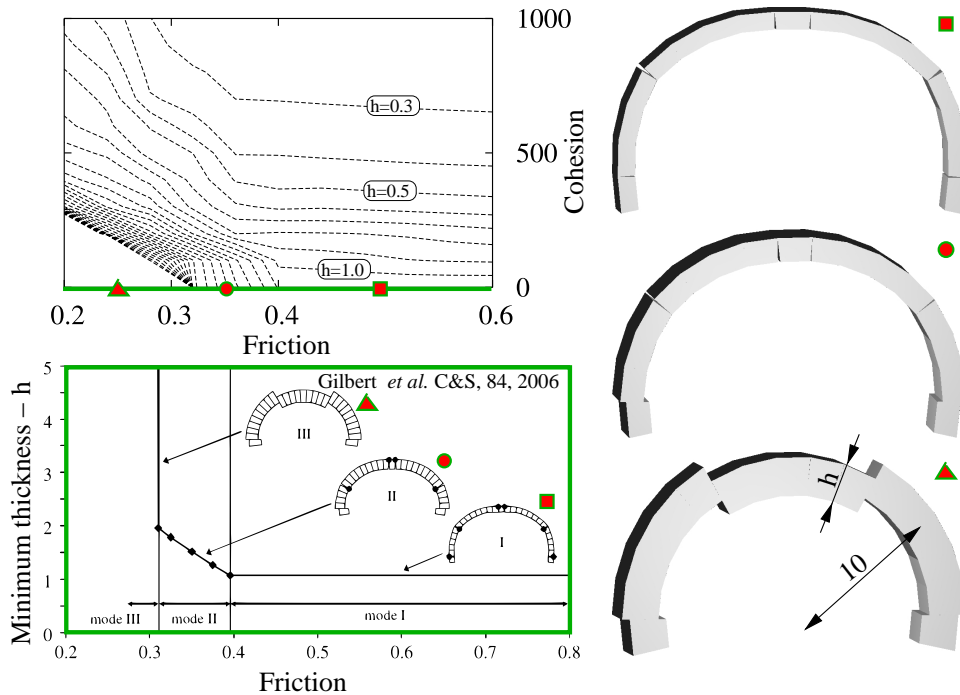 1000
500
0
Cohesion
h=0.3
h=0.5
h=1.0
0.2 0.3 0.4 0.6
Friction
Gilbert et al. C&S, 84, 2006
Minimum thickness – h
5
4
3
2
1
0
III
II
I
mode III mode II mode I
0.2 0.3 0.4 0.5 0.6 0.7 0.8
Friction
h
10